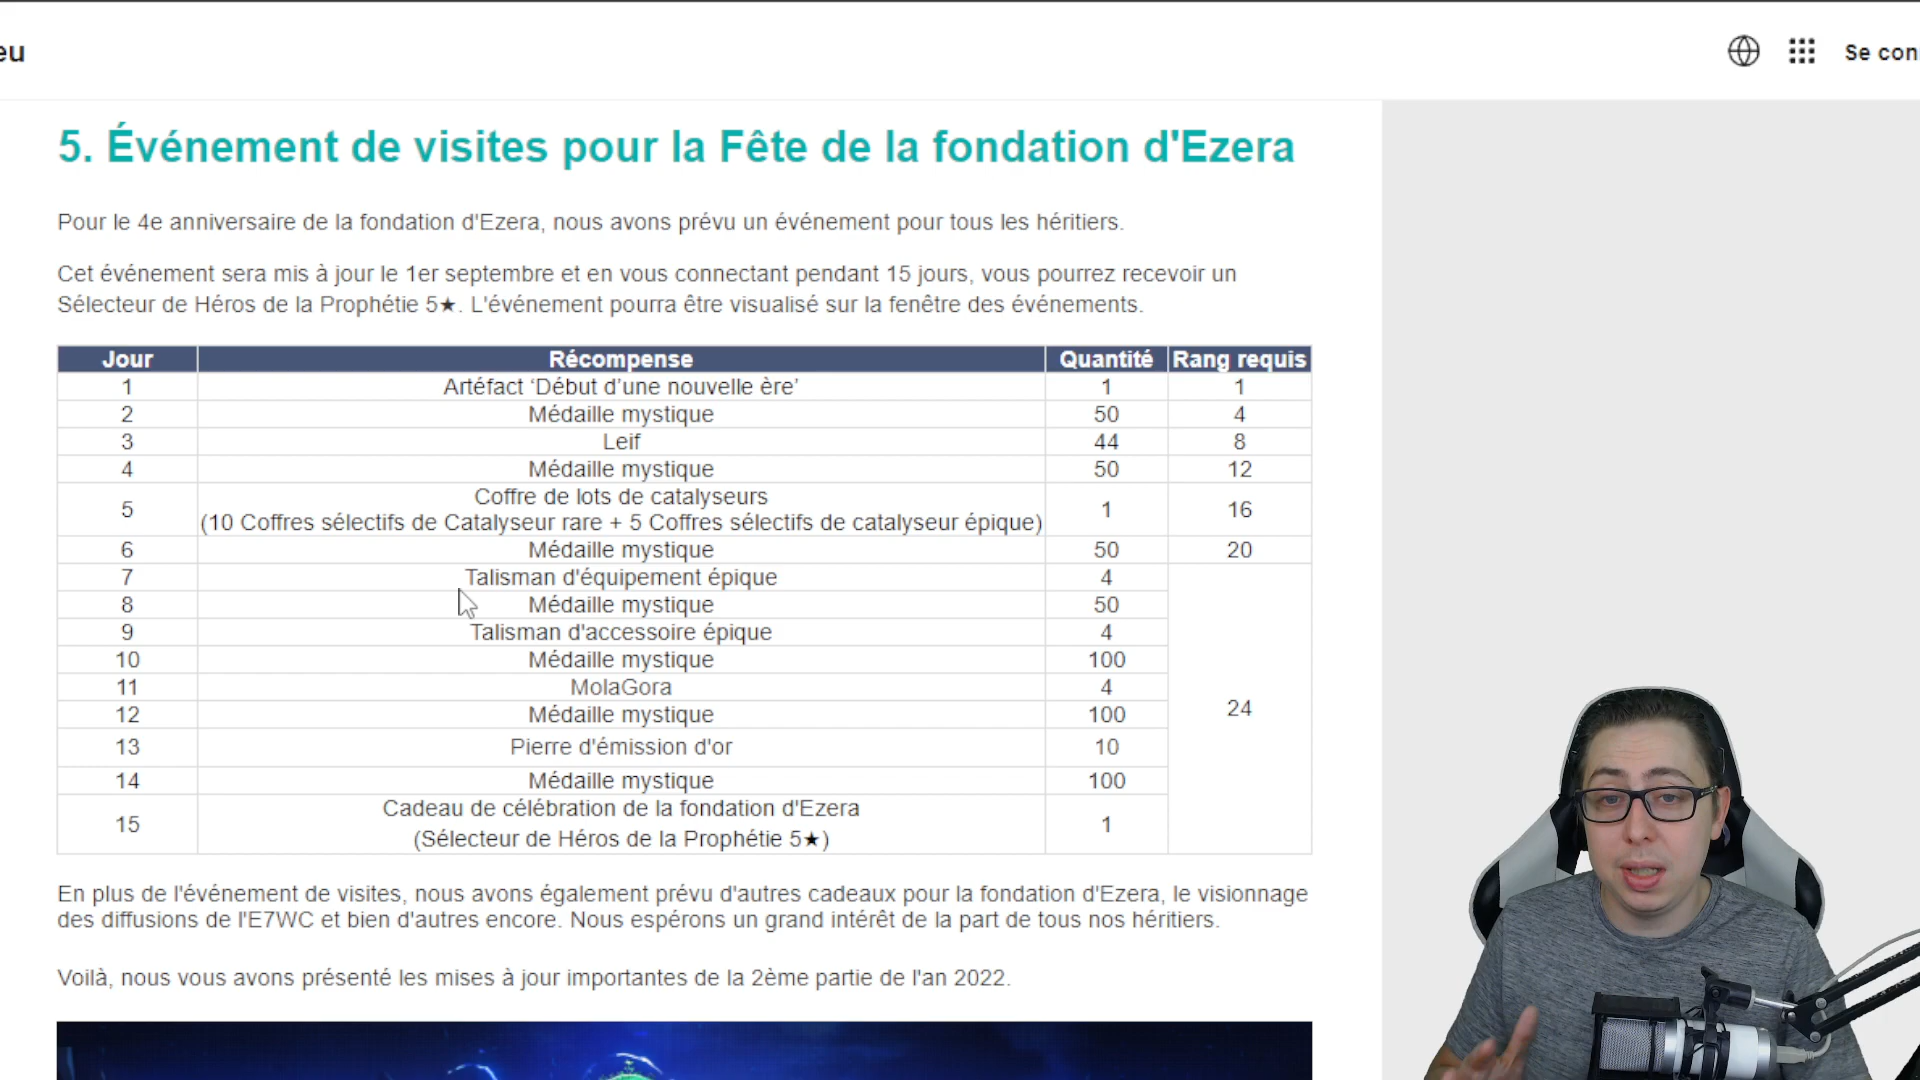 eu
Se con
5. Événement de visites pour la Fête de la fondation d'Ezera
Pour le 4e anniversaire de la fondation d'Ezera, nous avons prévu un événement pour tous les héritiers.
Cet événement sera mis à jour le 1er septembre et en vous connectant pendant 15 jours, vous pourrez recevoir un
Sélecteur de Héros de la Prophétie 5★. L'événement pourra être visualisé sur la fenêtre des événements.
Jour Récompense Quantité Rang requis
1 Artéfact ‘Début d’une nouvelle ère’ 1 1
2 Médaille mystique 50 4
3 Leif 44 8
4 Médaille mystique 50 12
5 Coffre de lots de catalyseurs 1 16
(10 Coffres sélectifs de Catalyseur rare + 5 Coffres sélectifs de catalyseur épique)
6 Médaille mystique 50 20
7 Talisman d'équipement épique 4
8 Médaille mystique 50
9 Talisman d'accessoire épique 4
10 Médaille mystique 100
11 MolaGora 4
12 Médaille mystique 100 24
13 Pierre d'émission d'or 10
14 Médaille mystique 100
15 Cadeau de célébration de la fondation d'Ezera 1
(Sélecteur de Héros de la Prophétie 5★)
En plus de l'événement de visites, nous avons également prévu d'autres cadeaux pour la fondation d'Ezera, le visionnage
des diffusions de l'E7WC et bien d'autres encore. Nous espérons un grand intérêt de la part de tous nos héritiers.
Voilà, nous vous avons présenté les mises à jour importantes de la 2ème partie de l'an 2022.